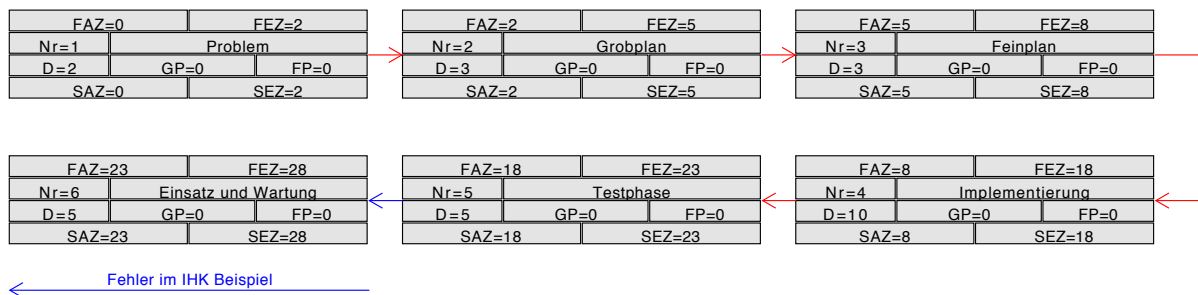 FAZ=0 FEZ=2 FAZ=2 FEZ=5 FAZ=5 FEZ=8
Nr=1 Problem Nr=2 Grobplan Nr=3 Feinplan
D=2 GP=0 FP=0 D=3 GP=0 FP=0 D=3 GP=0 FP=0
SAZ=0 SEZ=2 SAZ=2 SEZ=5 SAZ=5 SEZ=8
FAZ=23 FEZ=28 FAZ=18 FEZ=23 FAZ=8 FEZ=18
Nr=6 Einsatz und Wartung Nr=5 Testphase Nr=4 Implementierung
D=5 GP=0 FP=0 D=5 GP=0 FP=0 D=10 GP=0 FP=0
SAZ=23 SEZ=28 SAZ=18 SEZ=23 SAZ=8 SEZ=18
Fehler im IHK Beispiel